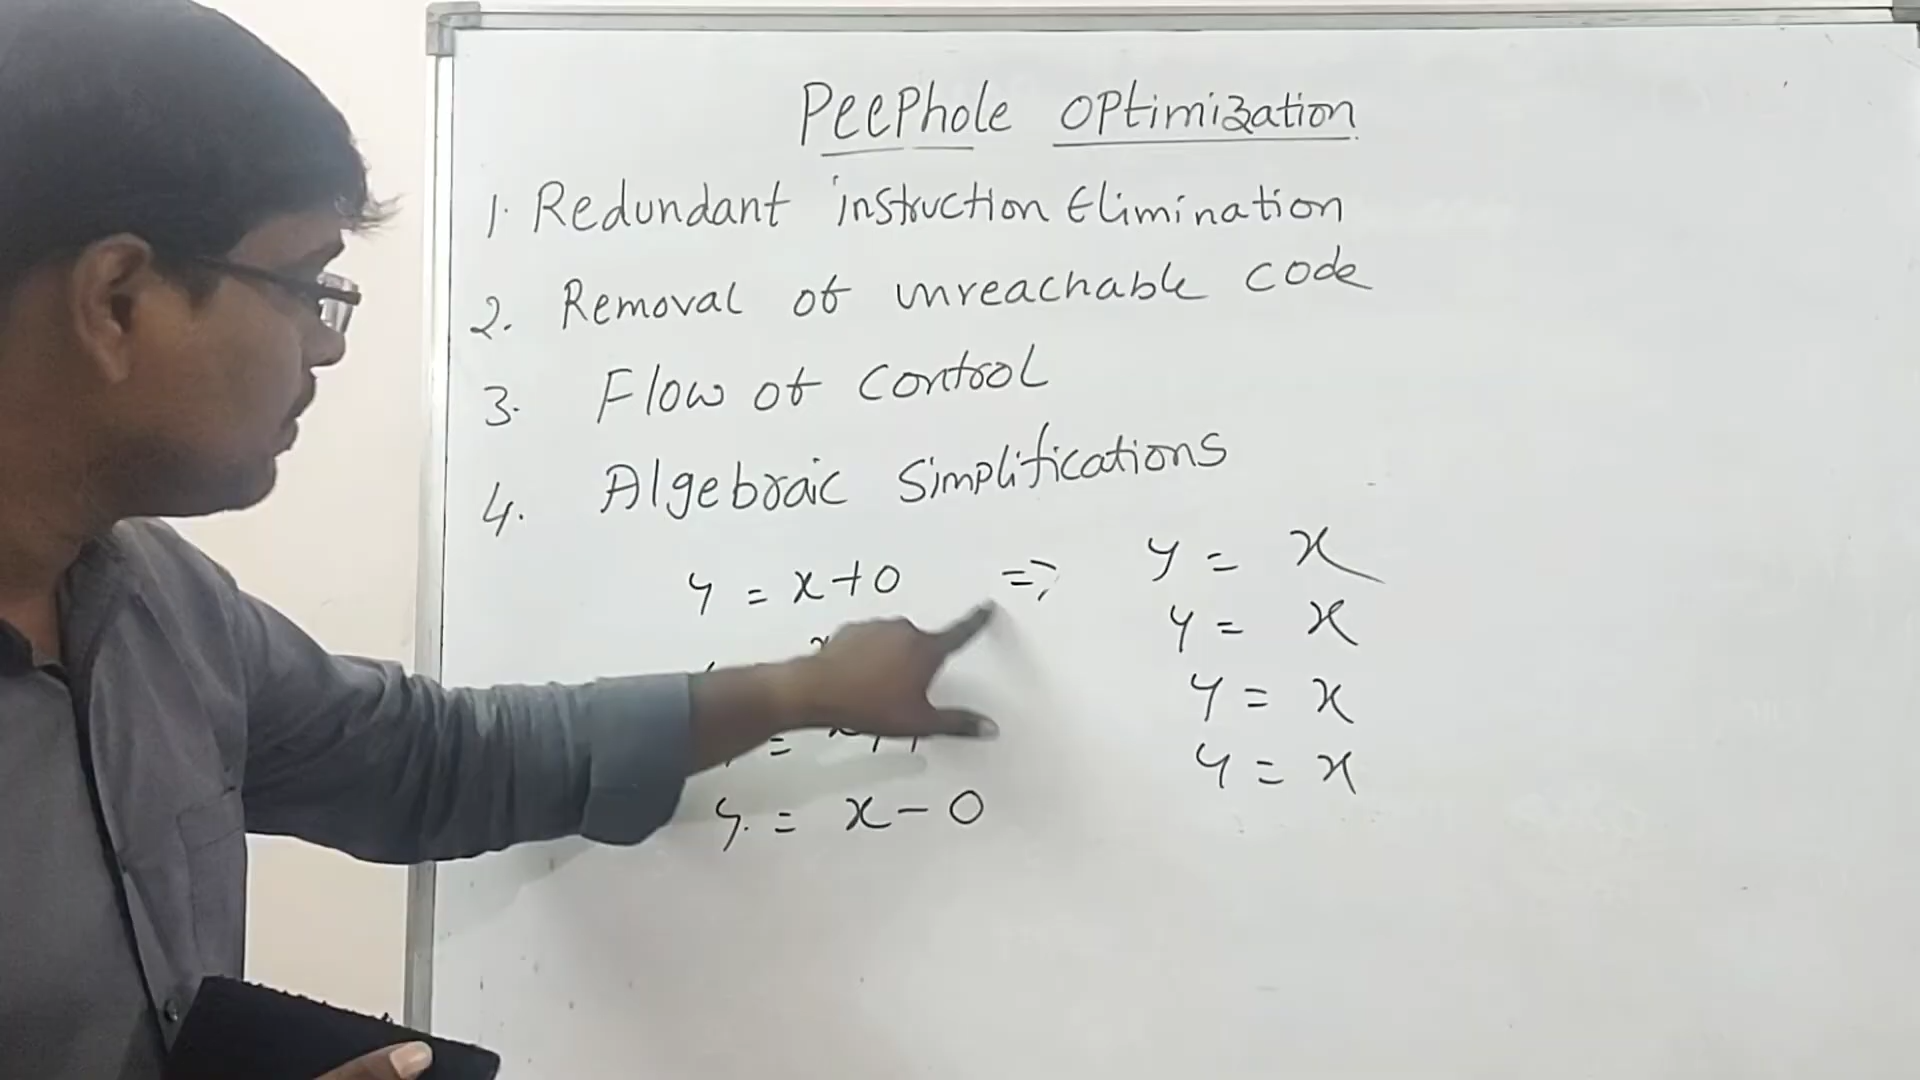 Peephole Optimization
1. Redundant instruction Elimination
2. Removal of unreachable code
3. Flow of Control
4. Algebraic Simplifications
y = x+0 => y = x
y = x
= y = x
y = x
y = x - 0